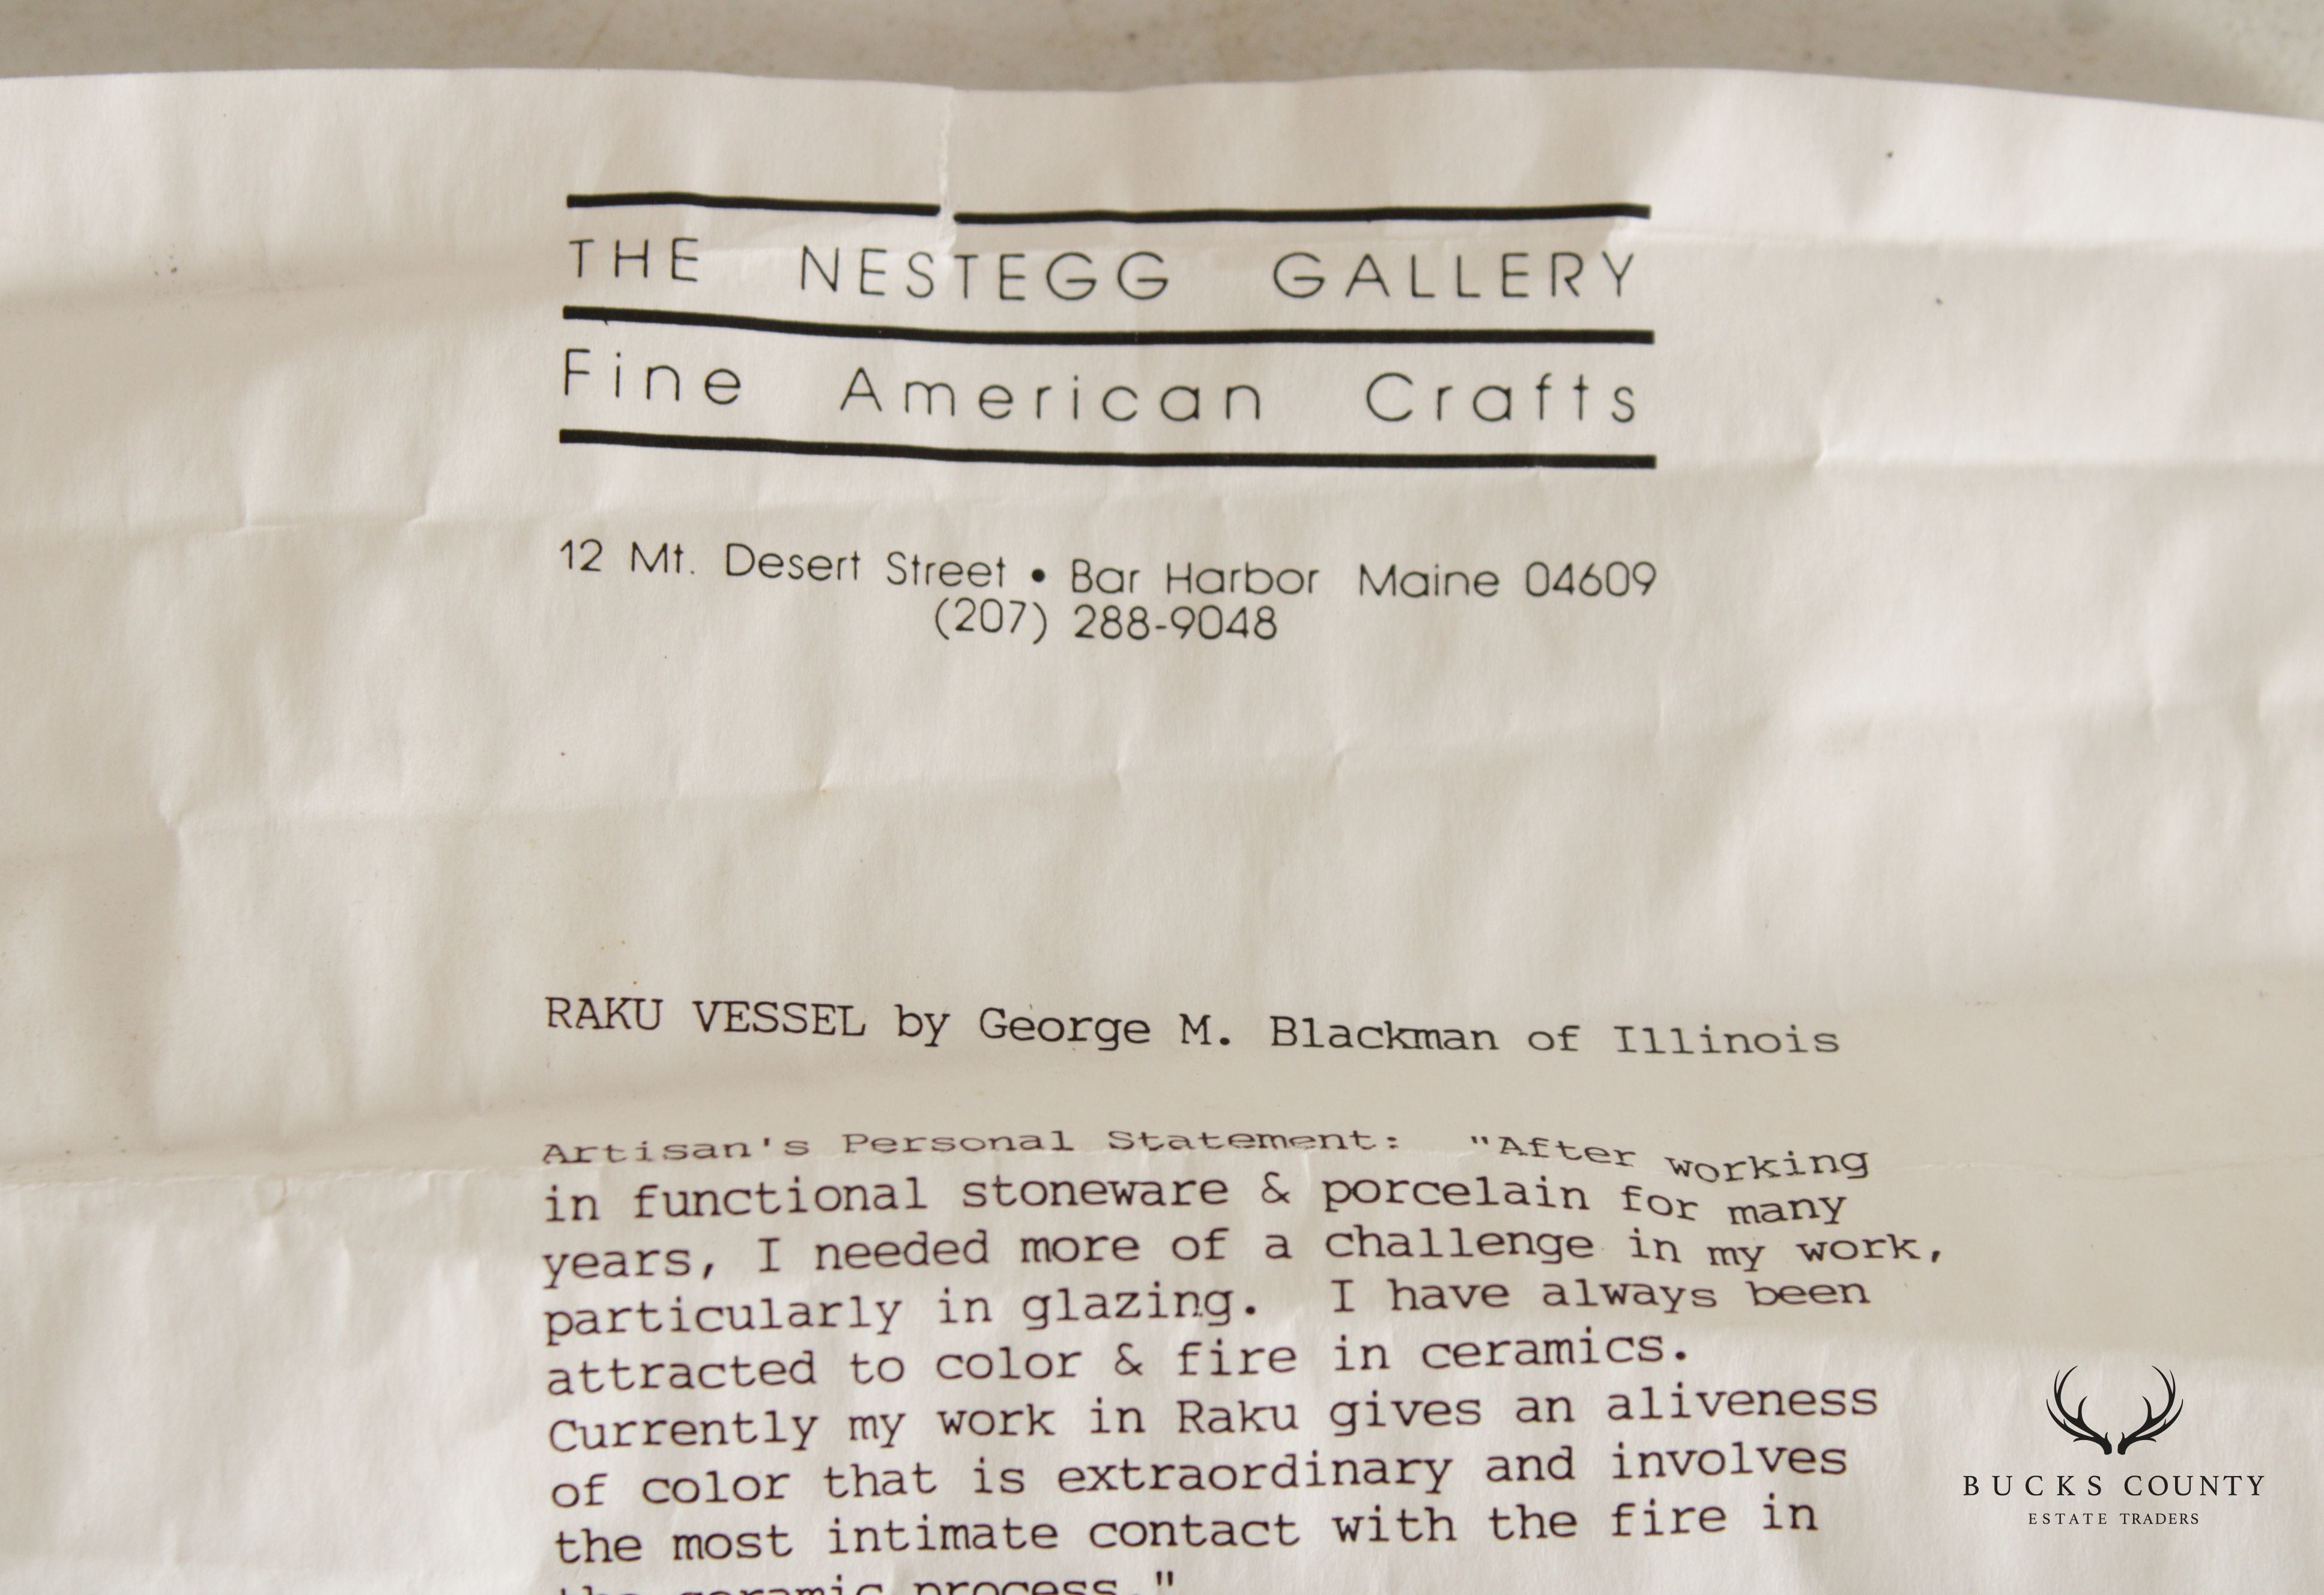 THE NESTEGG GALLERY
Fine American Crafts
12 Mt. Desert Street • Bar Harbor Maine 04609
(207) 288-9048
RAKU VESSEL by George M. Blackman of Illinois
Artisan's Personal Statement: "After working
in functional stoneware & porcelain for many
years, I needed more of a challenge in my work,
particularly in glazing. I have always been
attracted to color & fire in ceramics.
Currently my work in Raku gives an aliveness
of color that is extraordinary and involves
the most intimate contact with the fire in
the ceramic process."
BUCKS COUNTY
ESTATE TRADERS